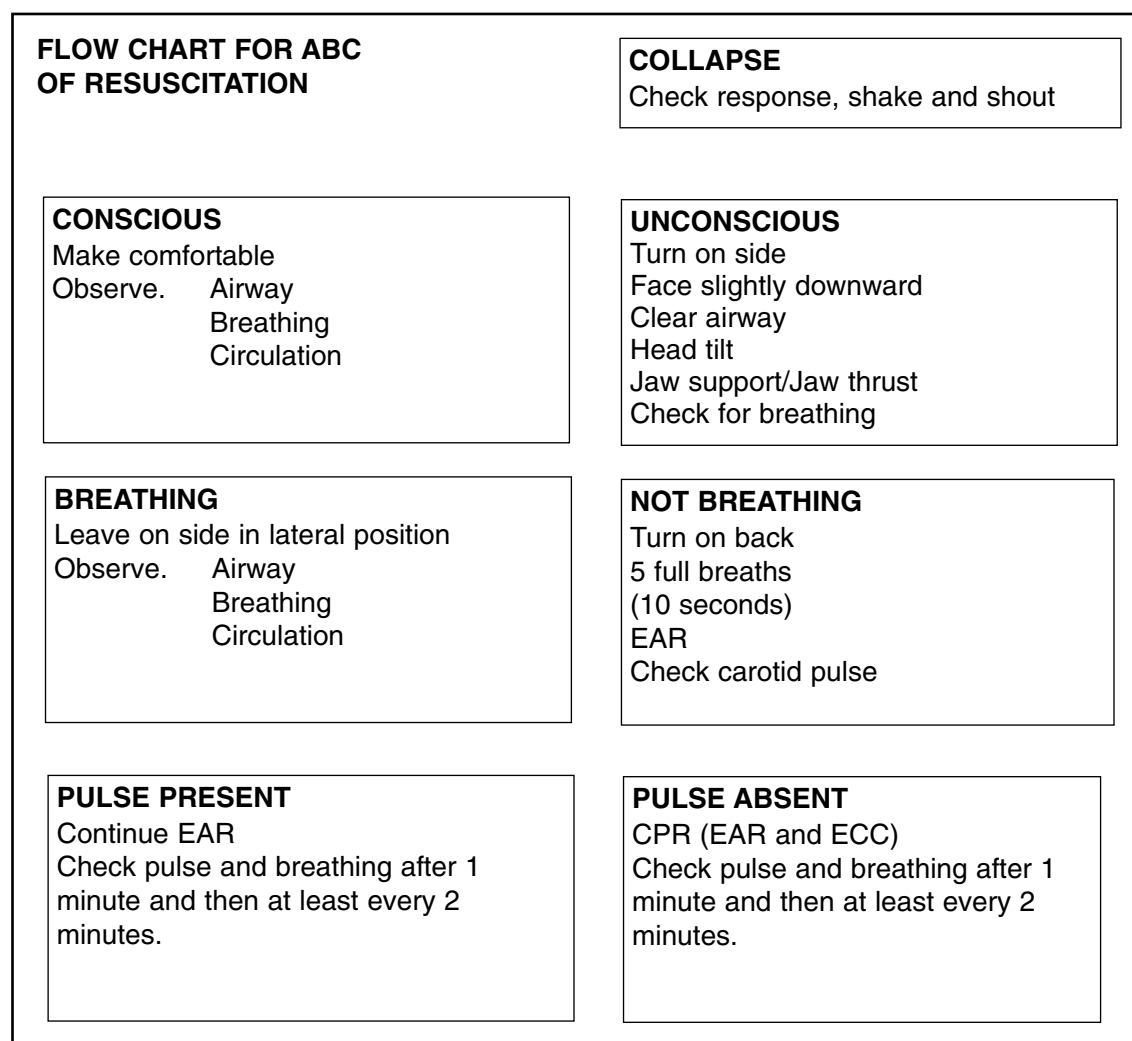 FLOW CHART FOR ABC
OF RESUSCITATION
COLLAPSE
Check response, shake and shout
CONSCIOUS
Make comfortable
Observe. Airway
Breathing
Circulation
UNCONSCIOUS
Turn on side
Face slightly downward
Clear airway
Head tilt
Jaw support/Jaw thrust
Check for breathing
BREATHING
Leave on side in lateral position
Observe. Airway
Breathing
Circulation
NOT BREATHING
Turn on back
5 full breaths
(10 seconds)
EAR
Check carotid pulse
PULSE PRESENT
Continue EAR
Check pulse and breathing after 1
minute and then at least every 2
minutes.
PULSE ABSENT
CPR (EAR and ECC)
Check pulse and breathing after 1
minute and then at least every 2
minutes.